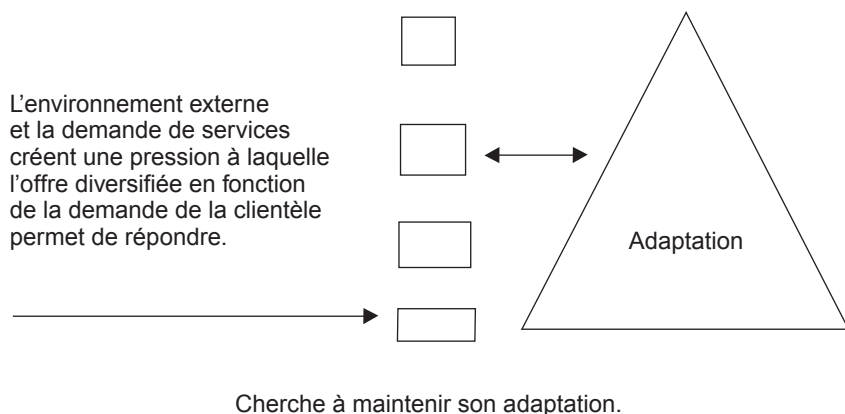 L’environnement externe
et la demande de services
créent une pression à laquelle
l’offre diversifiée en fonction
de la demande de la clientèle
permet de répondre.
Adaptation
Cherche à maintenir son adaptation.